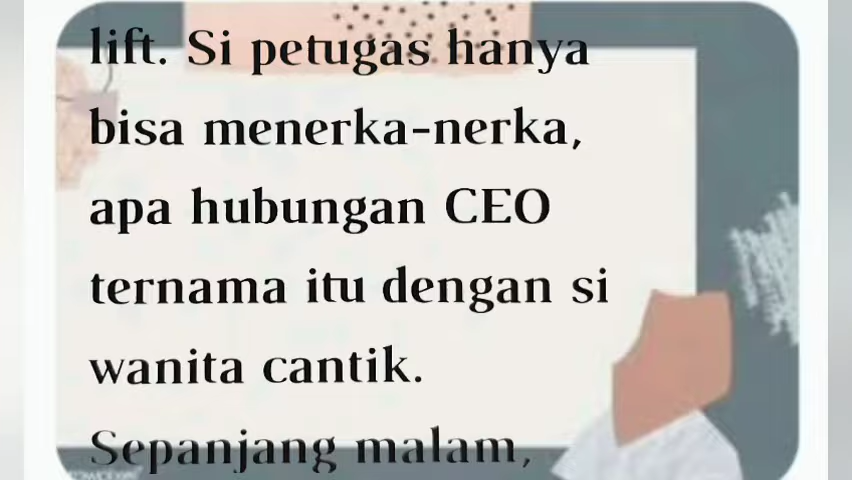 lift. Si petugas hanya
bisa menerka-nerka,
apa hubungan CEO
ternama itu dengan si
wanita cantik.
Sepanjang malam,